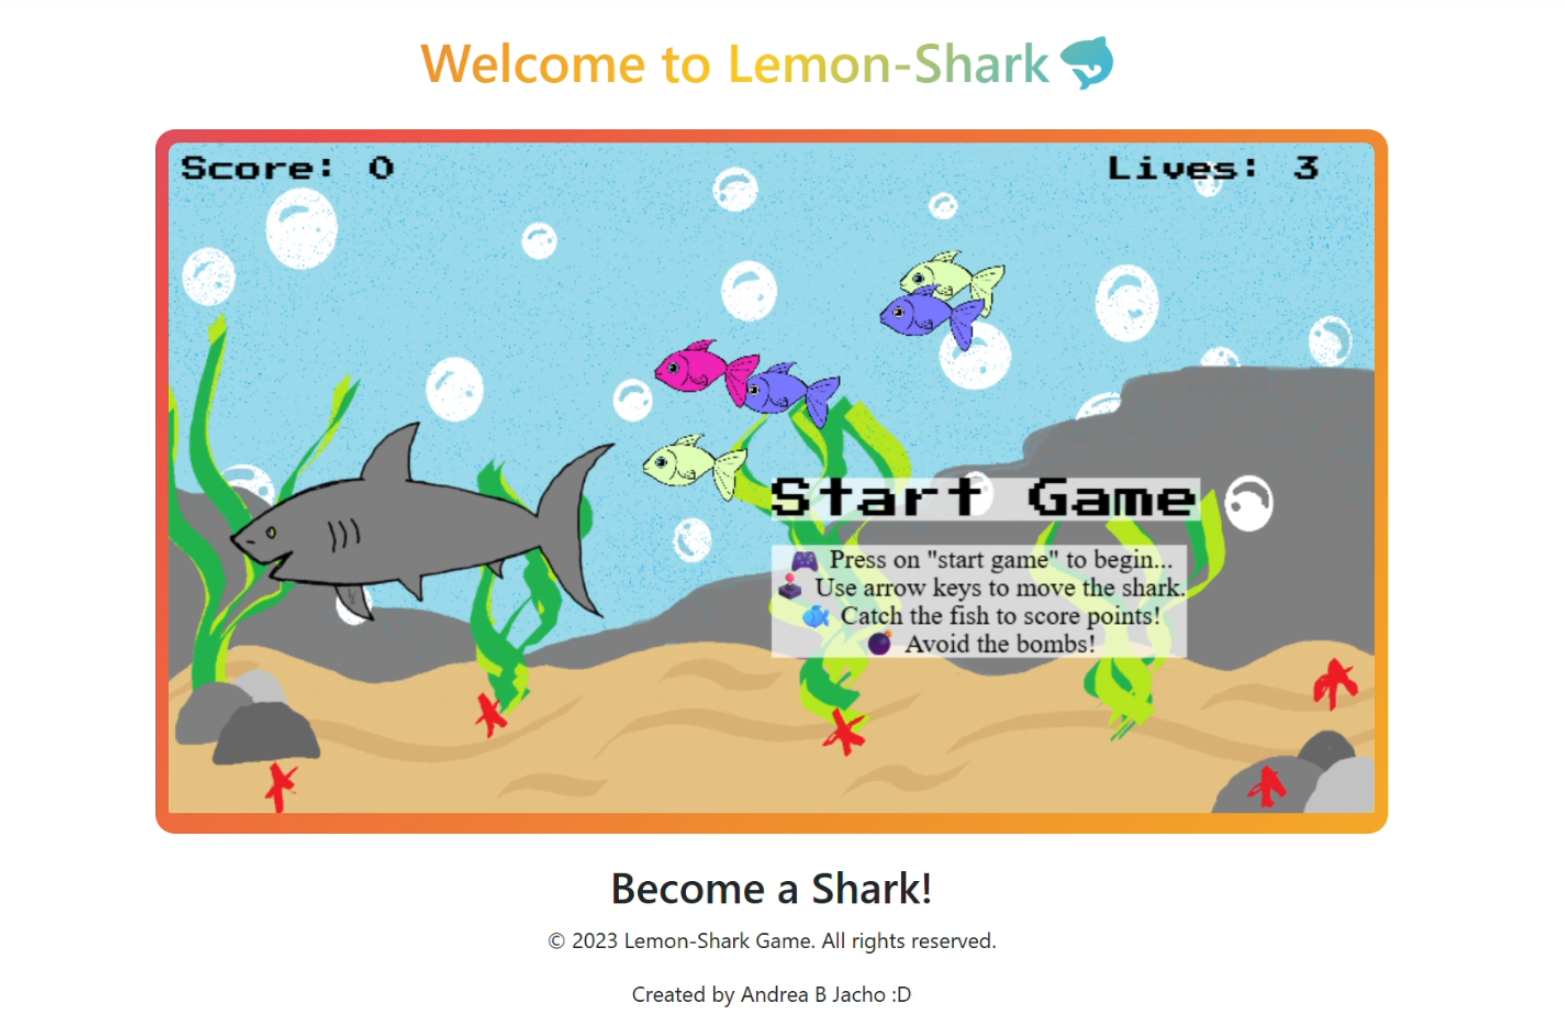 Welcome to Lemon-Shark
Score: 0
Lives: 3
Start Game
Press on "start game" to begin...
Use arrow keys to move the shark.
Catch the fish to score points!
Avoid the bombs!
Become a Shark!
© 2023 Lemon-Shark Game. All rights reserved.
Created by Andrea B Jacho :D